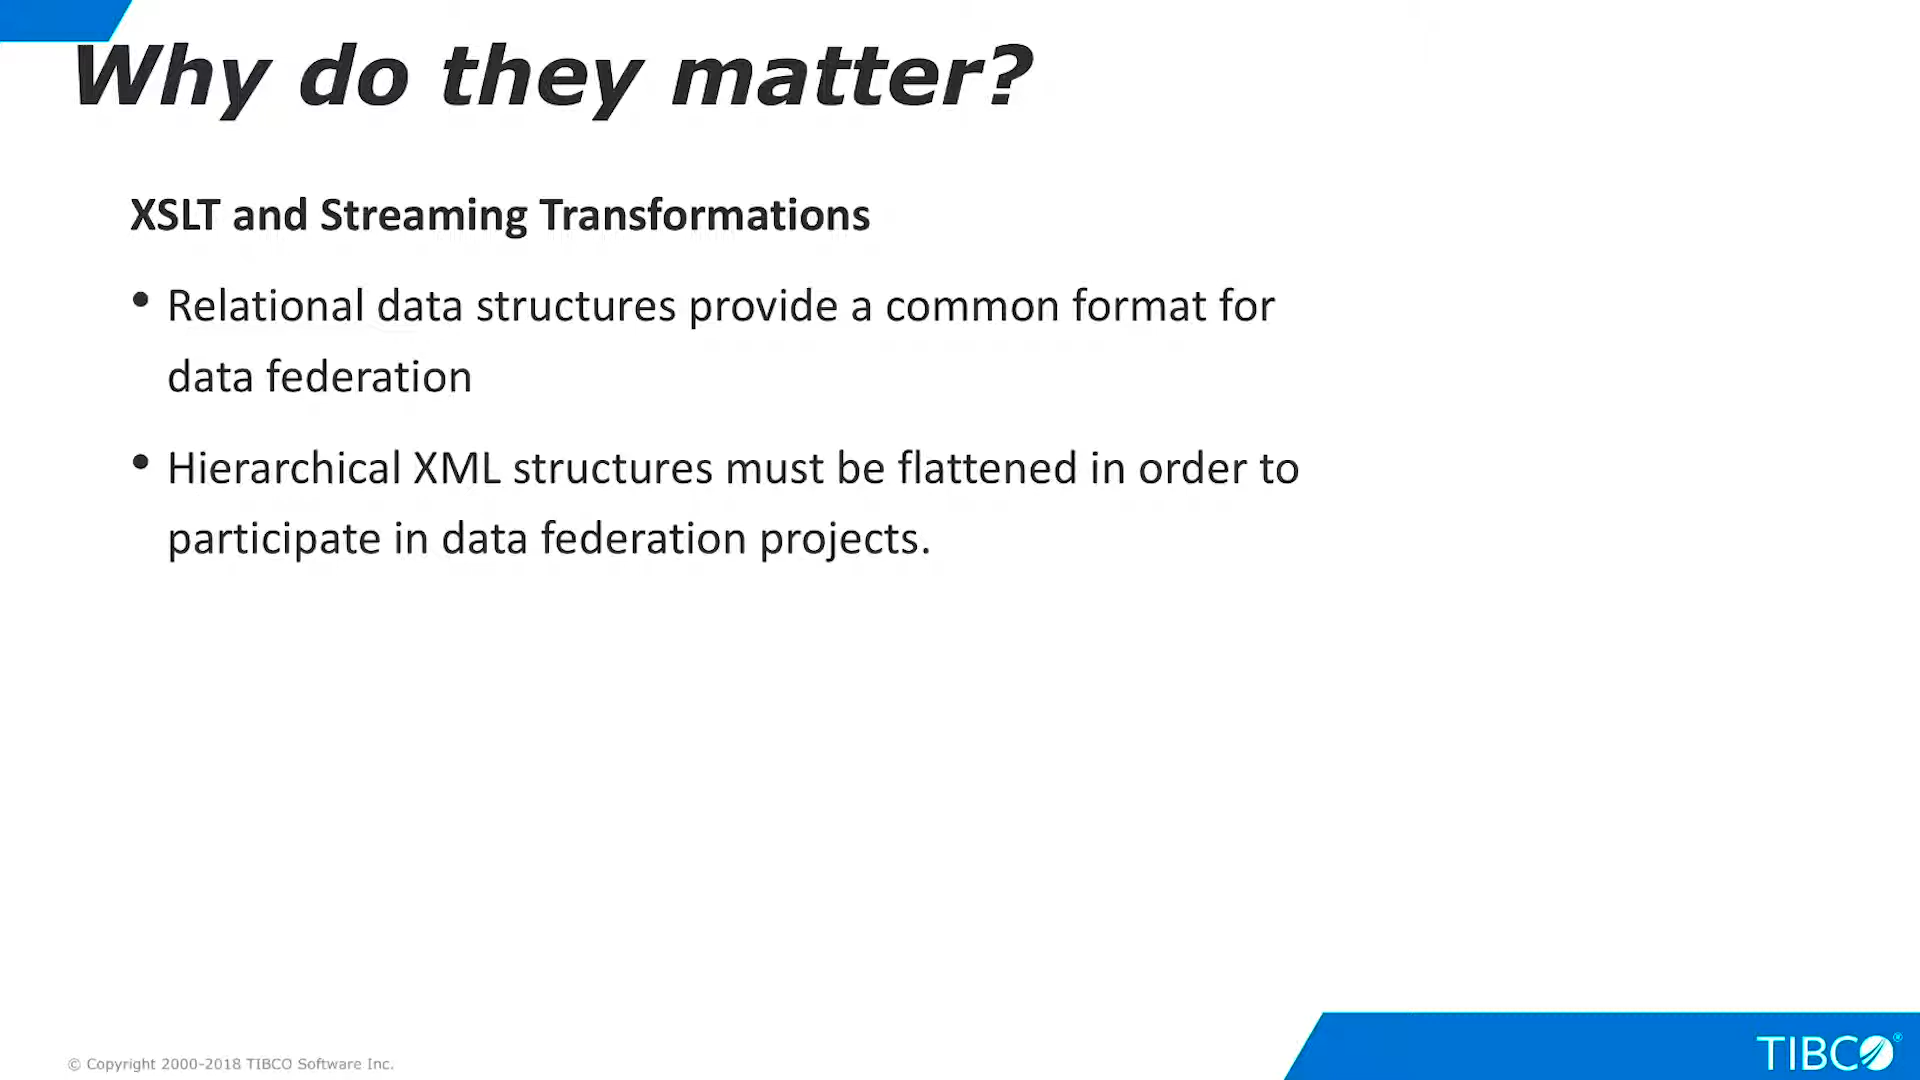 Why do they matter?
XSLT and Streaming Transformations
• Relational data structures provide a common format for
data federation
• Hierarchical XML structures must be flattened in order to
participate in data federation projects.
© Copyright 2000-2018 TIBCO Software Inc.
TIBCO®